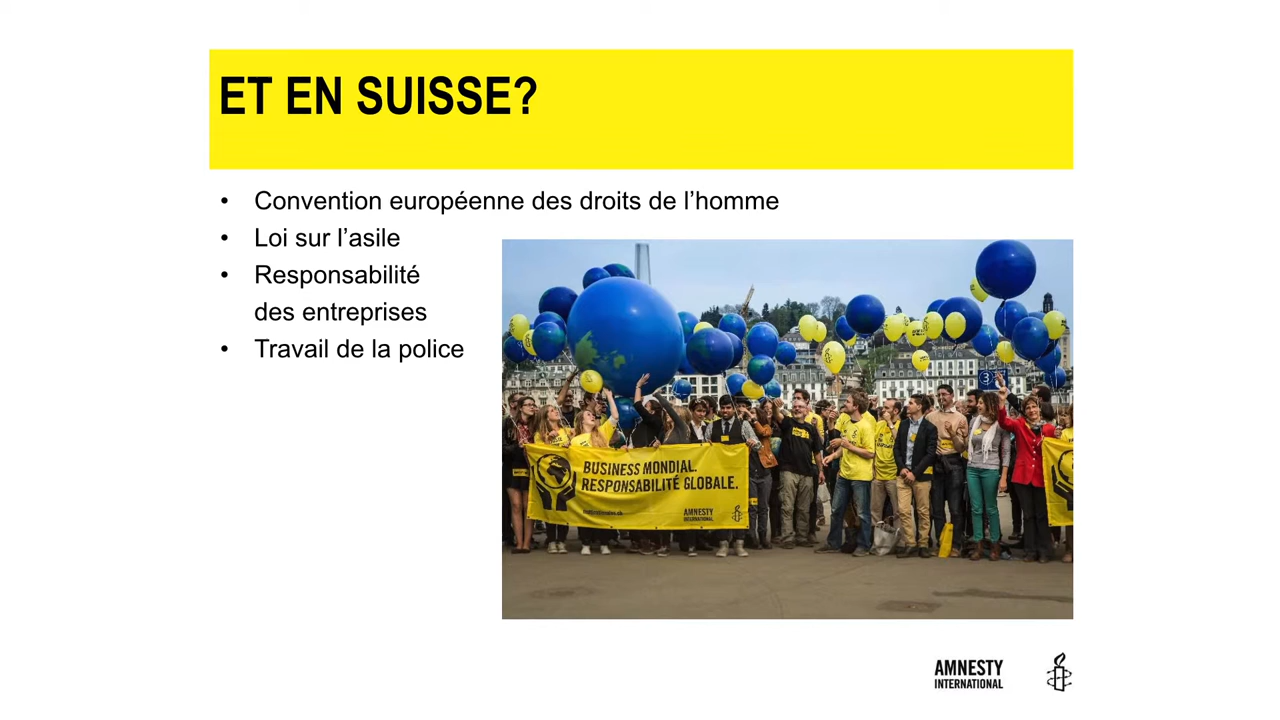 ET EN SUISSE?
• Convention européenne des droits de l’homme
• Loi sur l’asile
• Responsabilité
des entreprises
• Travail de la police
BUSINESS MONDIAL.
RESPONSABILITÉ GLOBALE.
AMNESTY
INTERNATIONAL
3
AMNESTY
INTERNATIONAL